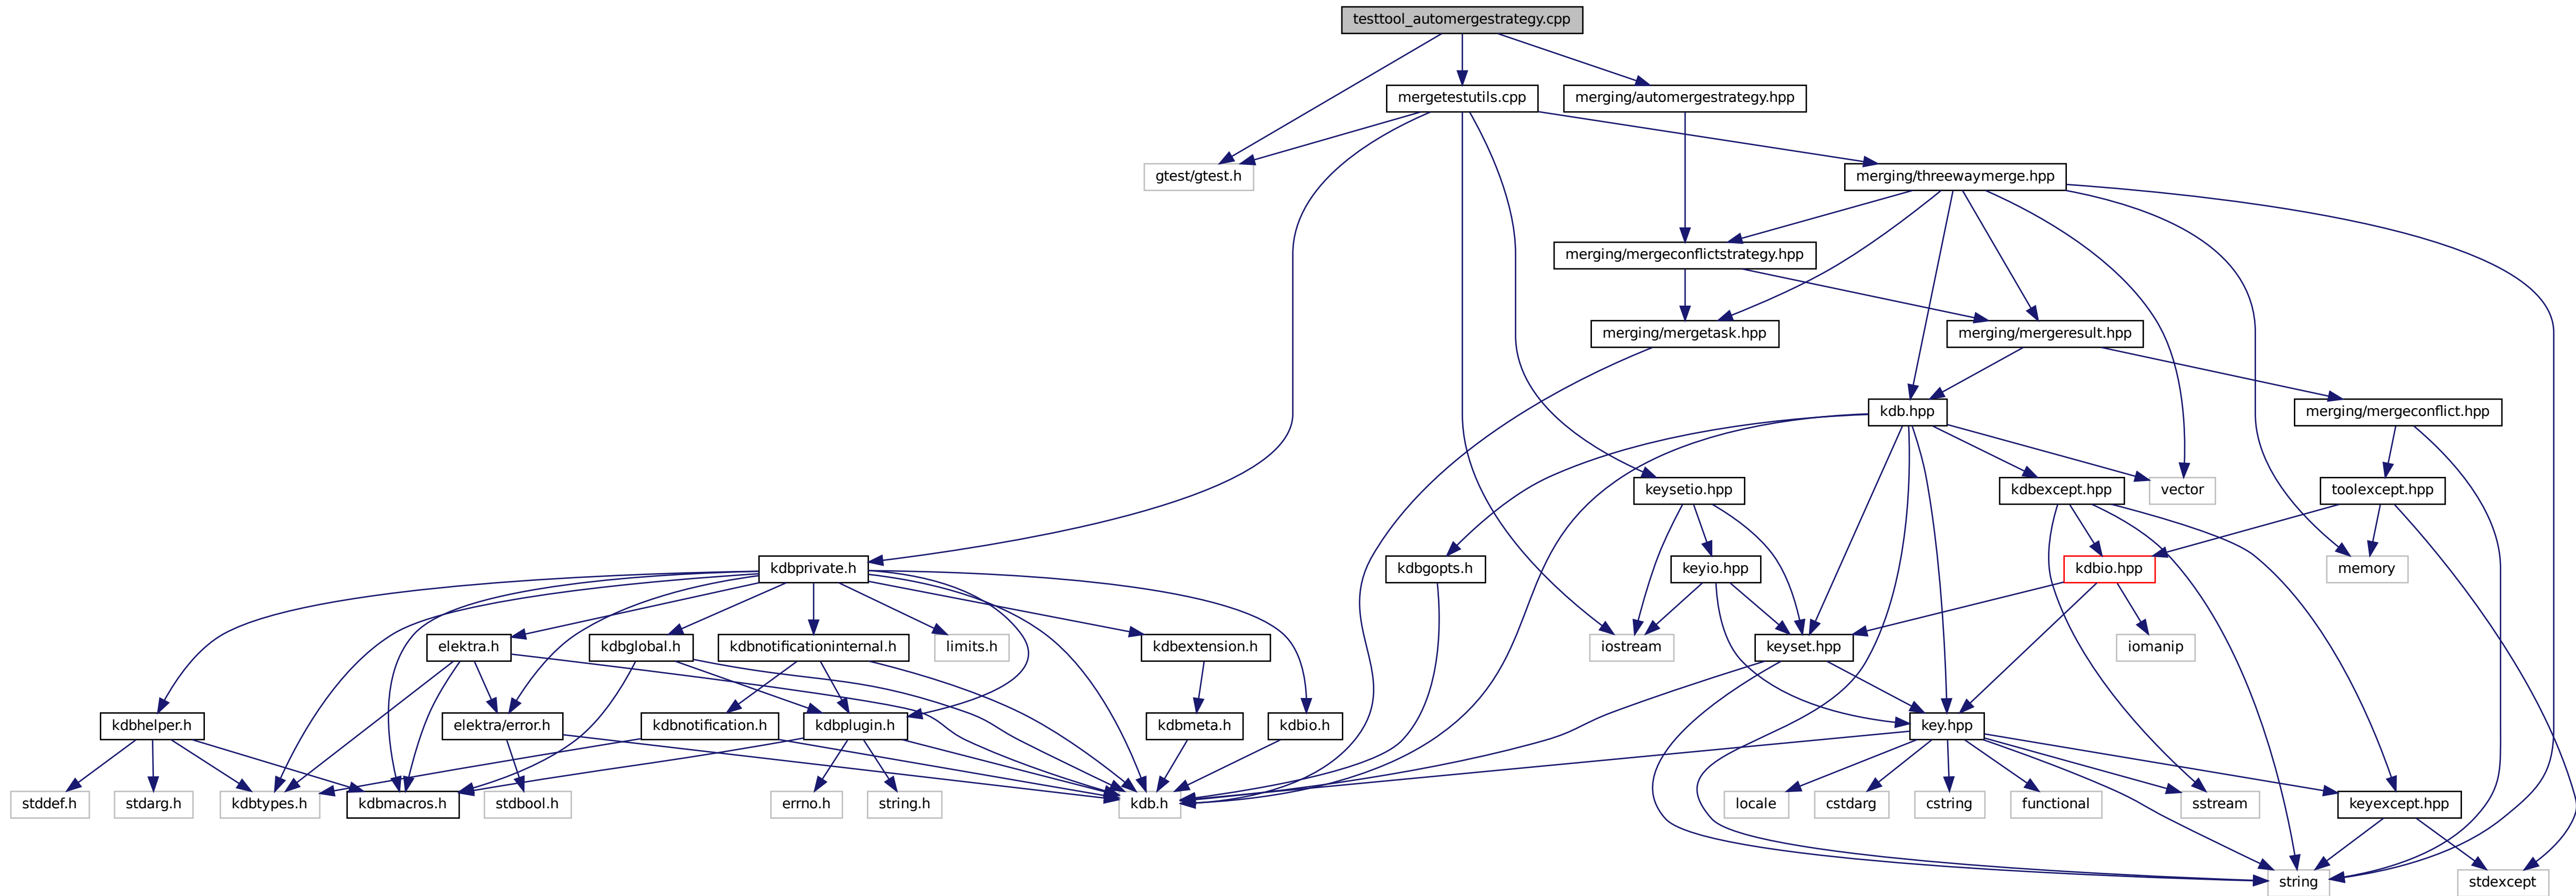 testtool_automergestrategy.cpp
mergetestutils.cpp
merging/automergestrategy.hpp
gtest/gtest.h
merging/threewaymerge.hpp
merging/mergeconflictstrategy.hpp
merging/mergetask.hpp
merging/mergeresult.hpp
kdb.hpp
merging/mergeconflict.hpp
keysetio.hpp
kdbexcept.hpp
vector
toolexcept.hpp
kdbprivate.h
kdbgopts.h
keyio.hpp
kdbio.hpp
memory
elektra.h
kdbglobal.h
kdbnotificationinternal.h
limits.h
kdbextension.h
iostream
keyset.hpp
iomanip
kdbhelper.h
elektra/error.h
kdbnotification.h
kdbplugin.h
kdbmeta.h
kdbio.h
key.hpp
stddef.h
stdarg.h
kdbtypes.h
kdbmacros.h
stdbool.h
errno.h
string.h
kdb.h
locale
cstdarg
cstring
functional
sstream
keyexcept.hpp
string
stdexcept